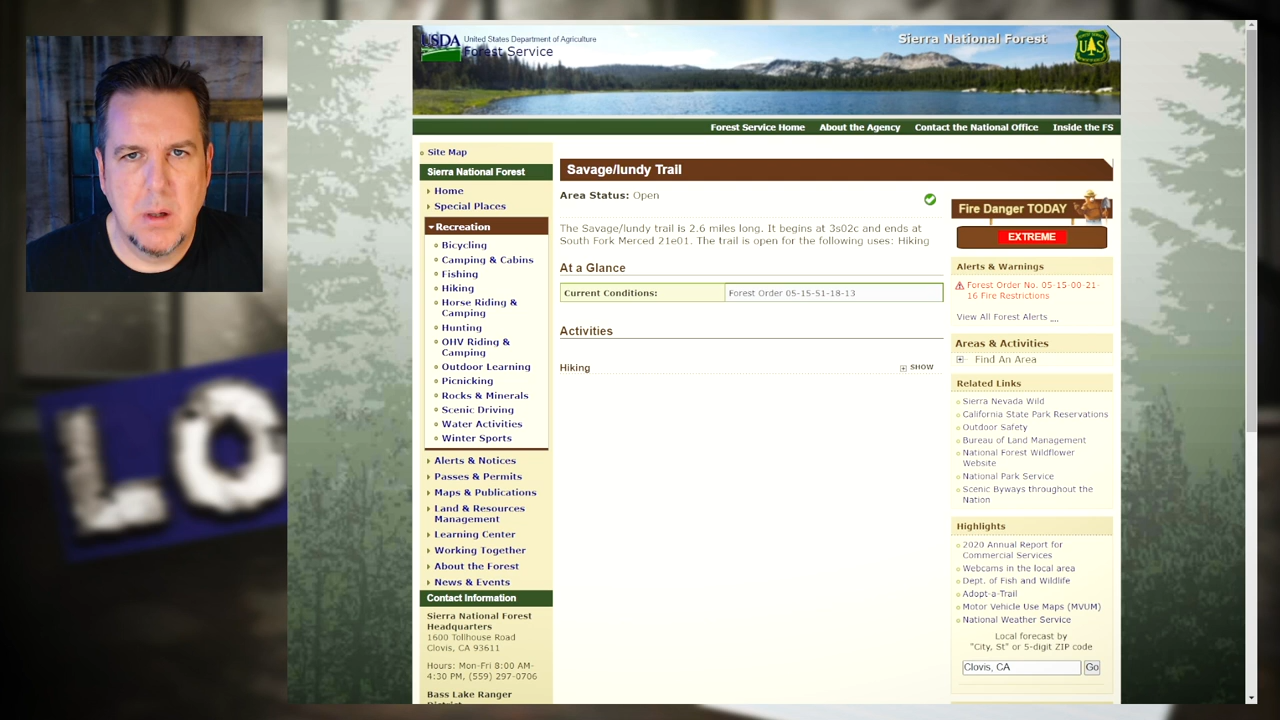 LO
USDA
United States Department of Agriculture
Forest Service
Sierra National Forest
UAS
Forest Service Home
About the Agency
Contact the National Office
Inside the FS
Site Map
Sierra National Forest
Home
Special Places
Recreation
Bicycling
Camping & Cabins
Fishing
Hiking
Horse Riding &
Camping
Hunting
OHV Riding &
Camping
Outdoor Learning
Picnicking
Rocks & Minerals
Scenic Driving
Water Activities
Winter Sports
Alerts & Notices
Passes & Permits
Maps & Publications
Land & Resources
Management
Learning Center
Working Together
About the Forest
News & Events
Contact Information
Sierra National Forest
Headquarters
1600 Tollhouse Road
Clovis, CA 93611
Hours: Mon-Fri 8:00 AM-
4:30 PM, (559) 297-0706
Bass Lake Ranger
District
Savage/lundy Trail
Area Status: Open
The Savage/lundy trail is 2.6 miles long. It begins at 3s02c and ends at
South Fork Merced 21e01. The trail is open for the following uses: Hiking
At a Glance
Current Conditions:
Forest Order 05-15-51-18-13
Activities
Hiking
SHOW
Fire Danger TODAY
EXTREME
Alerts & Warnings
Forest Order No. 05-15-00-21-
16 Fire Restrictions
View All Forest Alerts ...
Areas & Activities
Find An Area
Related Links
Sierra Nevada Wild
California State Park Reservations
Outdoor Safety
Bureau of Land Management
National Forest Wildflower
Website
National Park Service
Scenic Byways throughout the
Nation
Highlights
2020 Annual Report for
Commercial Services
Webcams in the local area
Dept. of Fish and Wildlife
Adopt-a-Trail
Motor Vehicle Use Maps (MVUM)
National Weather Service
Local forecast by
"City, St" or 5-digit ZIP code
Clovis, CA
Go